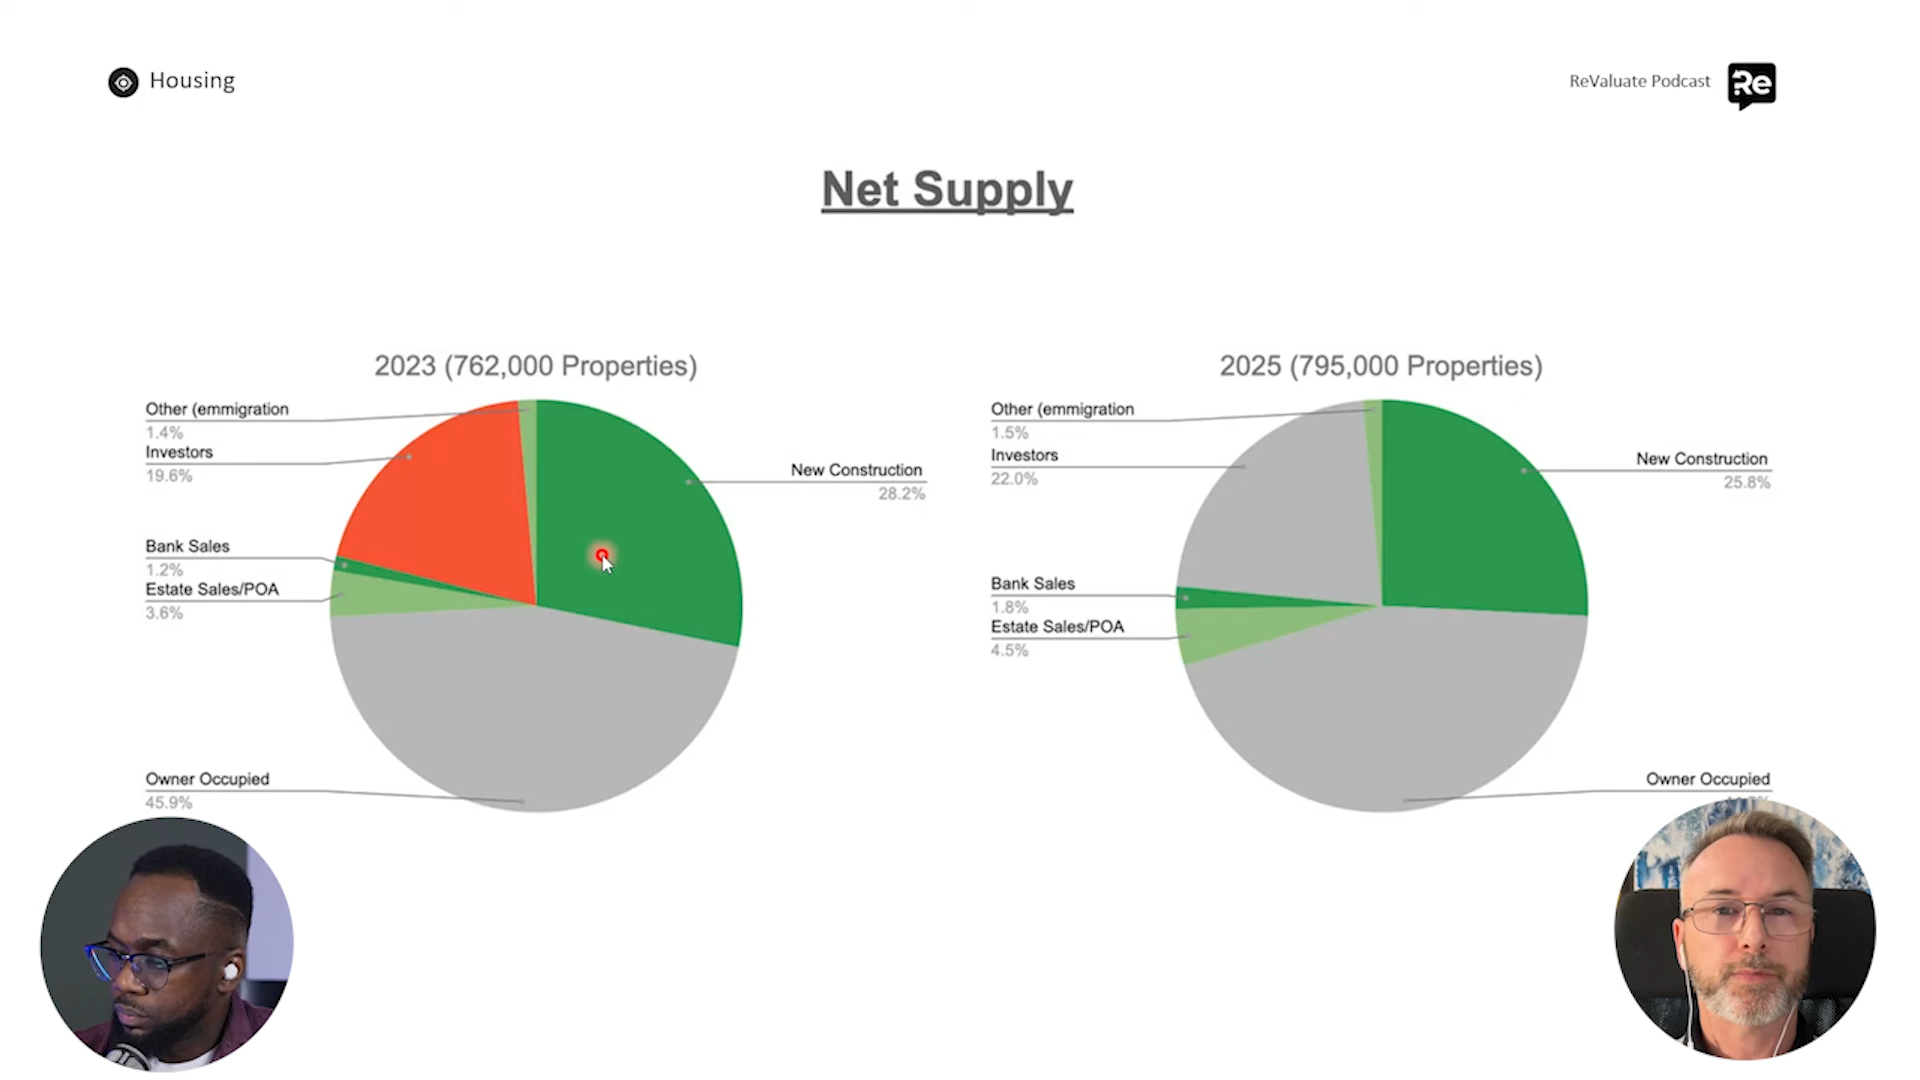 Housing
ReValuate Podcast
Re
Net Supply
2023 (762,000 Properties)
Other (emmigration
1.4%
Investors
19.6%
Bank Sales
1.2%
Estate Sales/POA
3.6%
Owner Occupied
45.9%
New Construction
28.2%
2025 (795,000 Properties)
Other (emmigration
1.5%
Investors
22.0%
Bank Sales
1.8%
Estate Sales/POA
4.5%
New Construction
25.8%
Owner Occupied